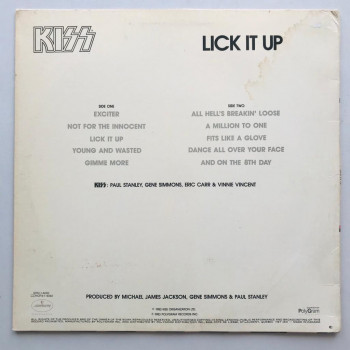 KISS LICK IT UP
SIDE ONE
EXCITER
NOT FOR THE INNOCENT
LICK IT UP
YOUNG AND WASTED
GIMME MORE
SIDE TWO
ALL HELL'S BREAKIN' LOOSE
A MILLION TO ONE
FITS LIKE A GLOVE
DANCE ALL OVER YOUR FACE
AND ON THE 8TH DAY
KISS: PAUL STANLEY, GENE SIMMONS, ERIC CARR & VINNIE VINCENT
PRODUCED BY MICHAEL JAMES JACKSON, GENE SIMMONS & PAUL STANLEY
PolyGram